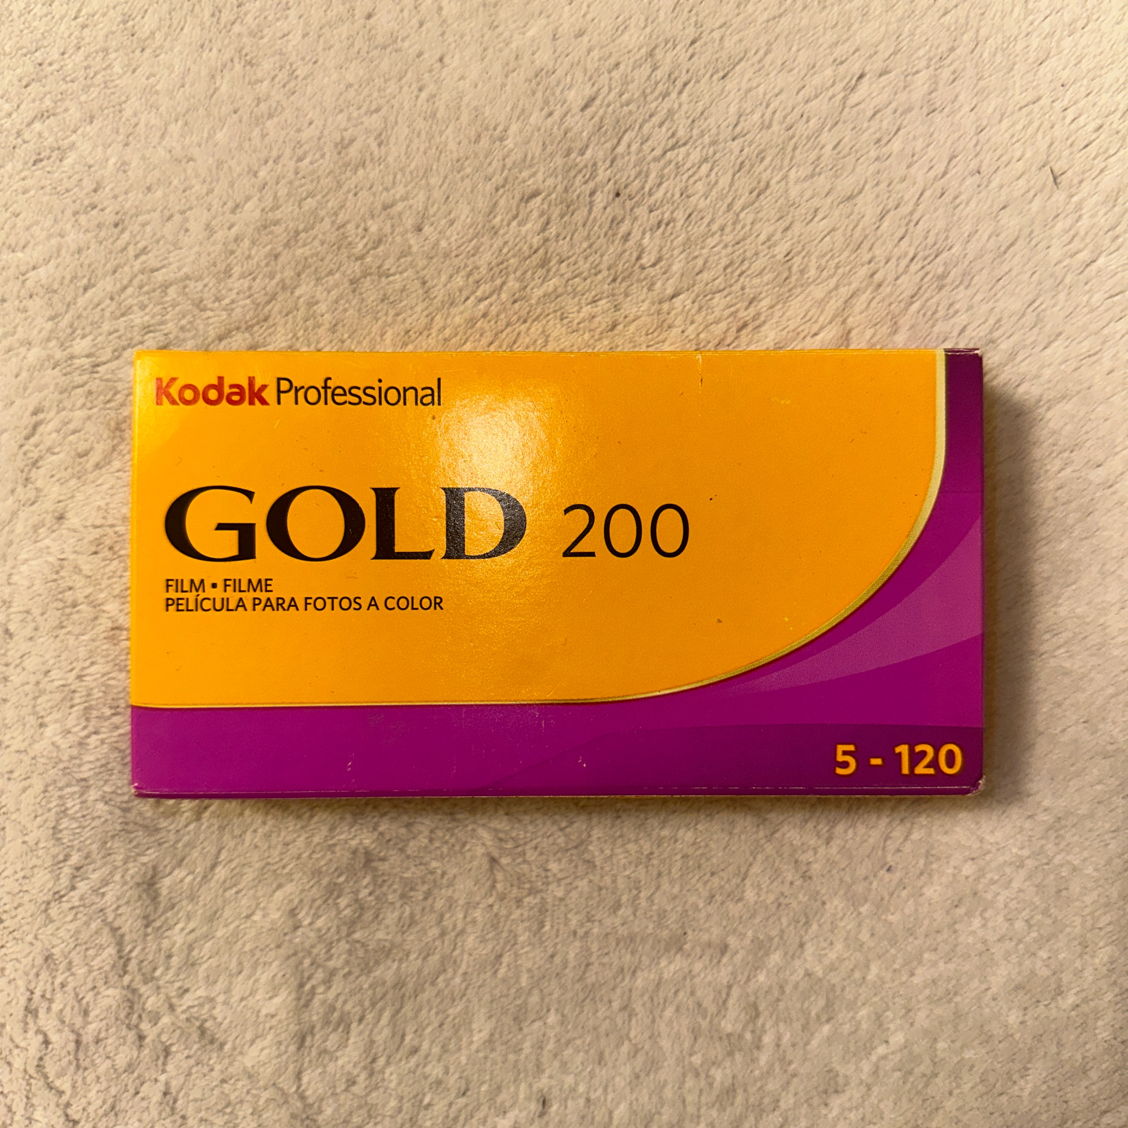 Kodak Professional
GOLD 200
FILM ▪ FILME
PELÍCULA PARA FOTOS A COLOR
5 - 120